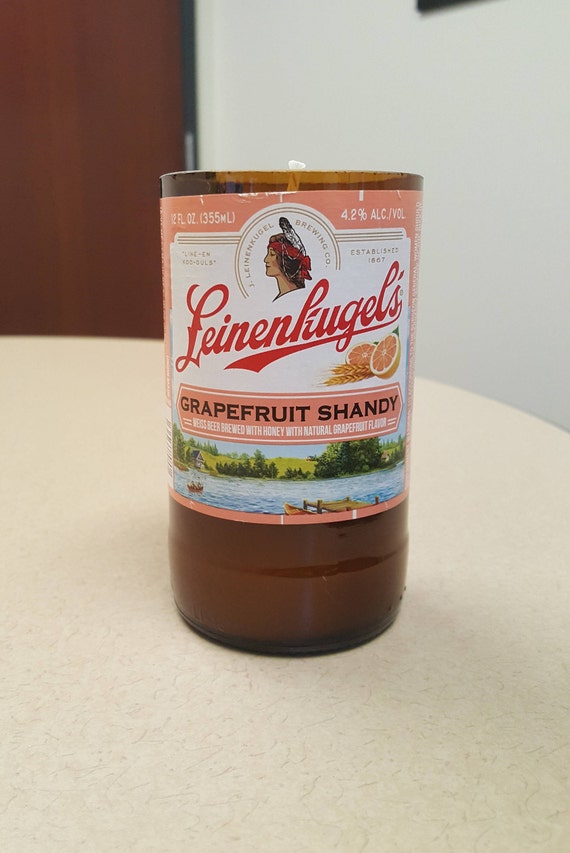 12 FL. OZ. (355mL)
4.2% ALC./VOL.
J. LEINENKUGEL BREWING CO.
"LINE-EN
KOO-GULS"
ESTABLISHED
1867
Leinenkugel's
GRAPEFRUIT SHANDY
WEISS BEER BREWED WITH HONEY WITH NATURAL GRAPEFRUIT FLAVOR